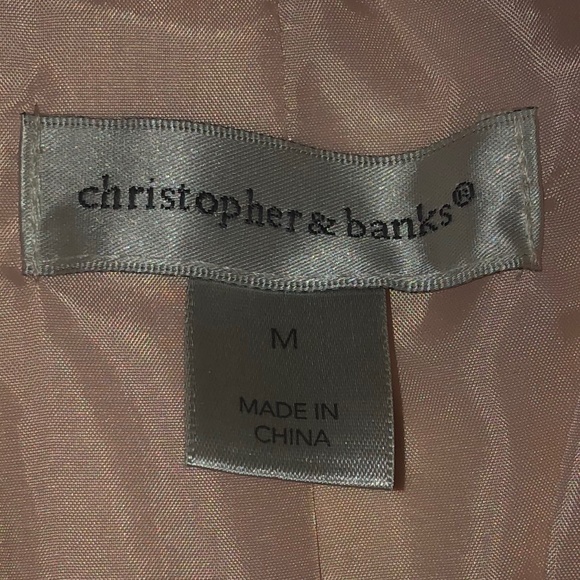 christopher & banks®
M
MADE IN
CHINA